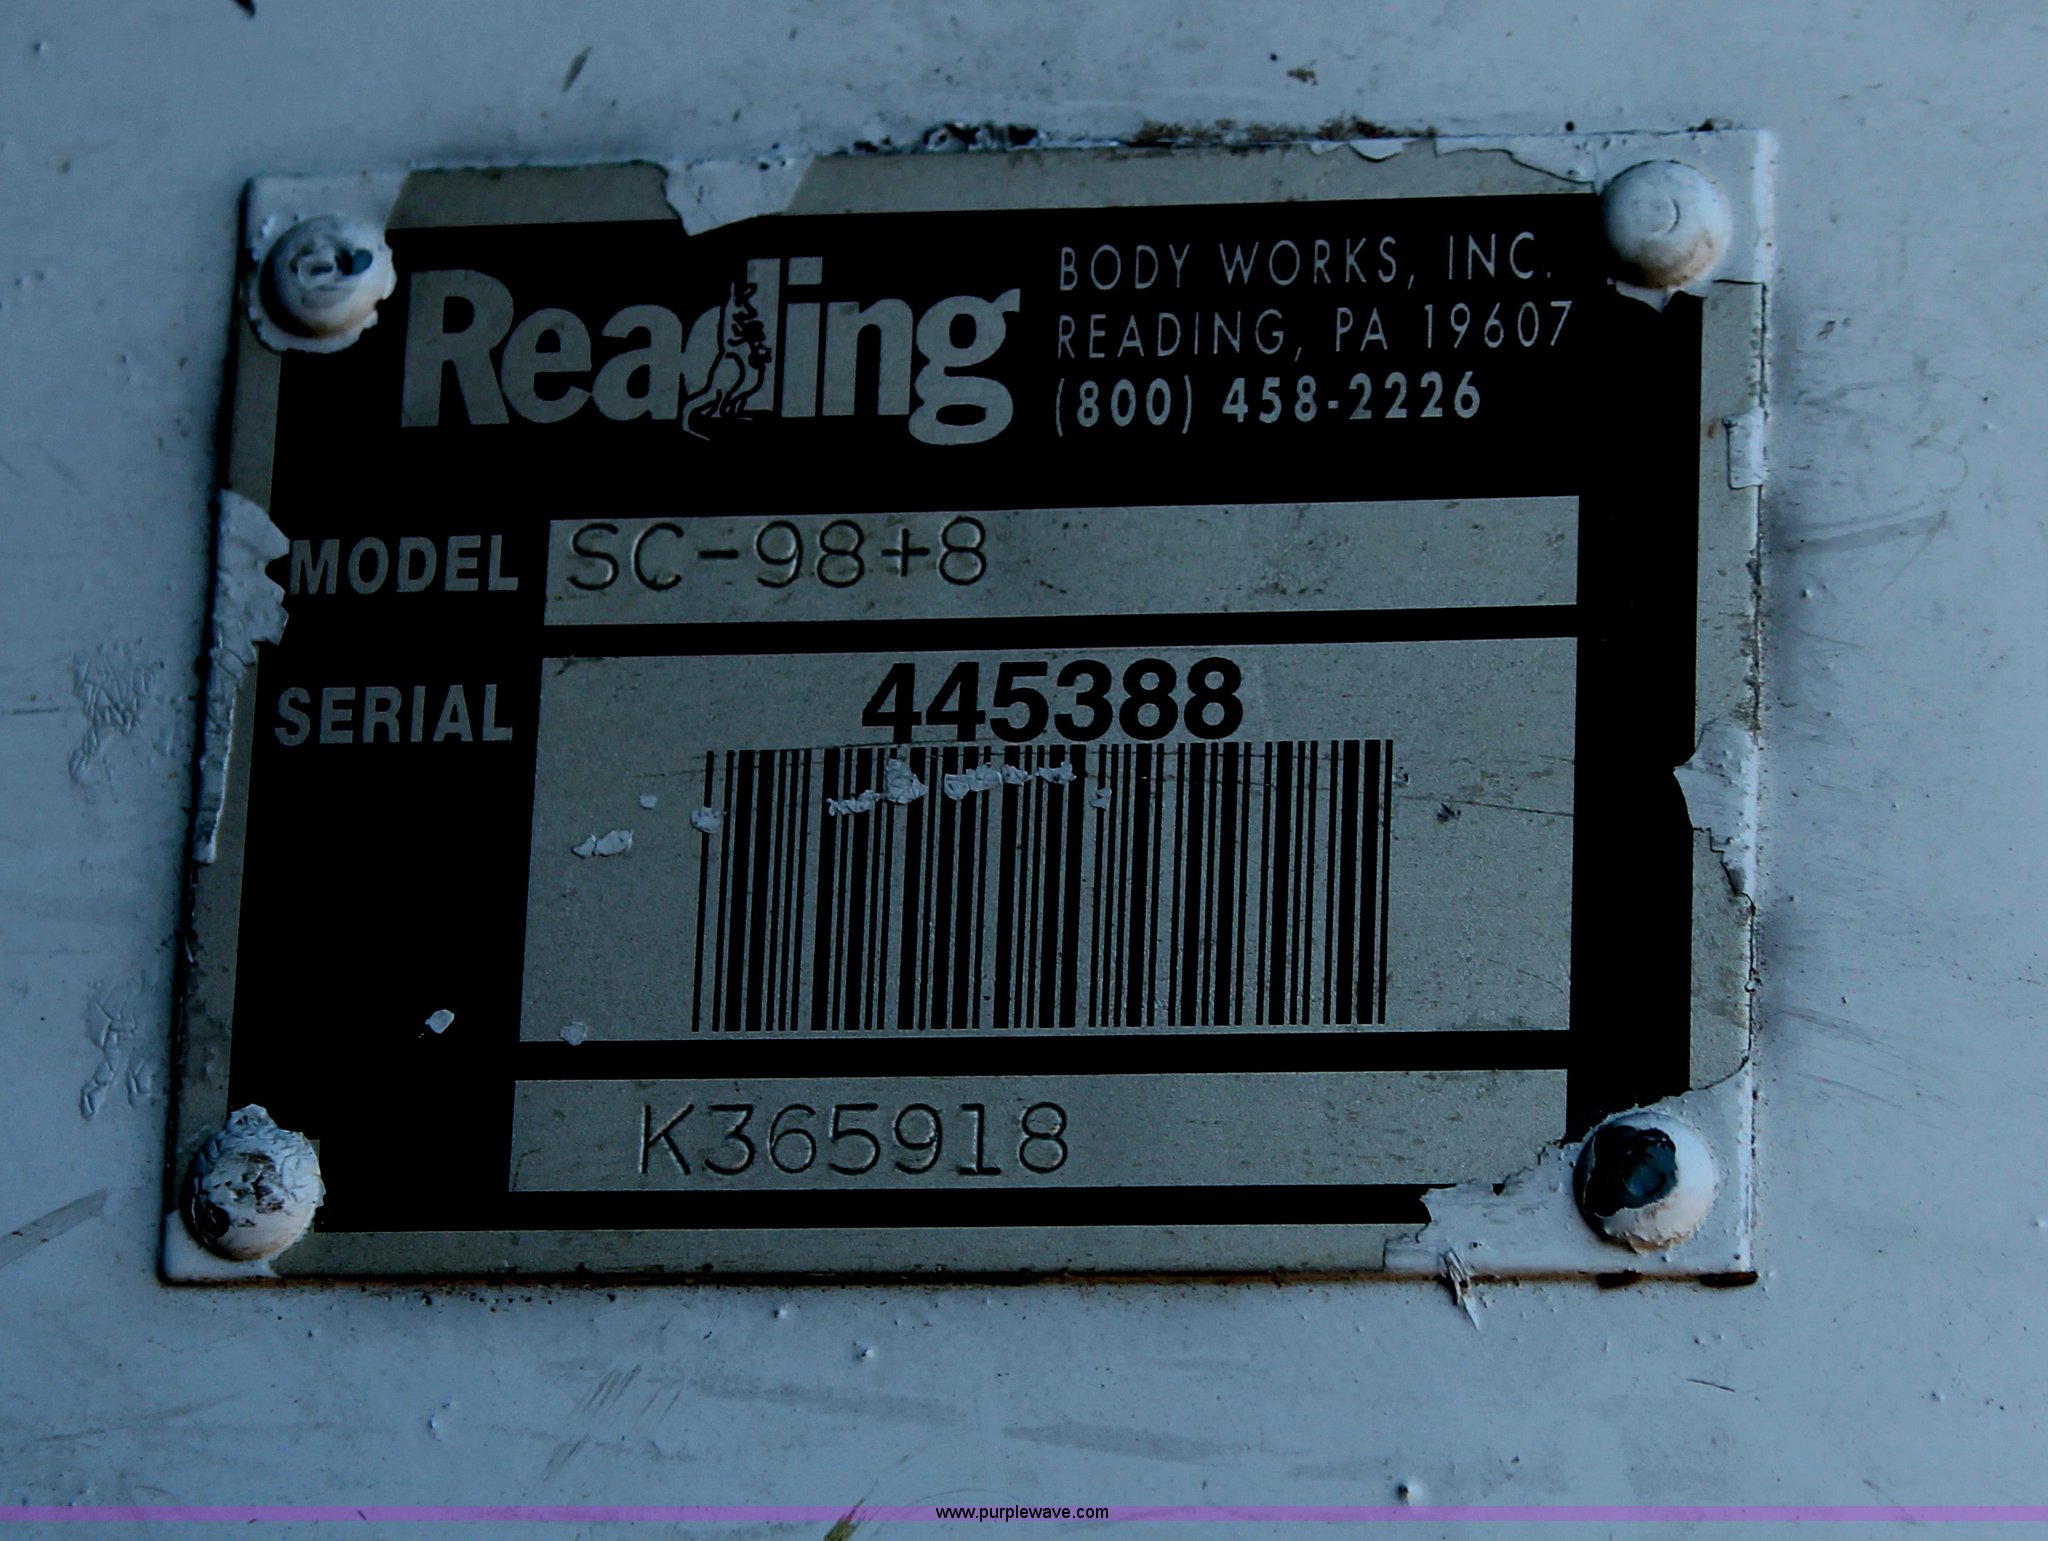 Reading
BODY WORKS, INC.
READING, PA 19607
(800) 458-2226
MODEL SC-98+8
SERIAL 445388
K365918
www.purplewave.com